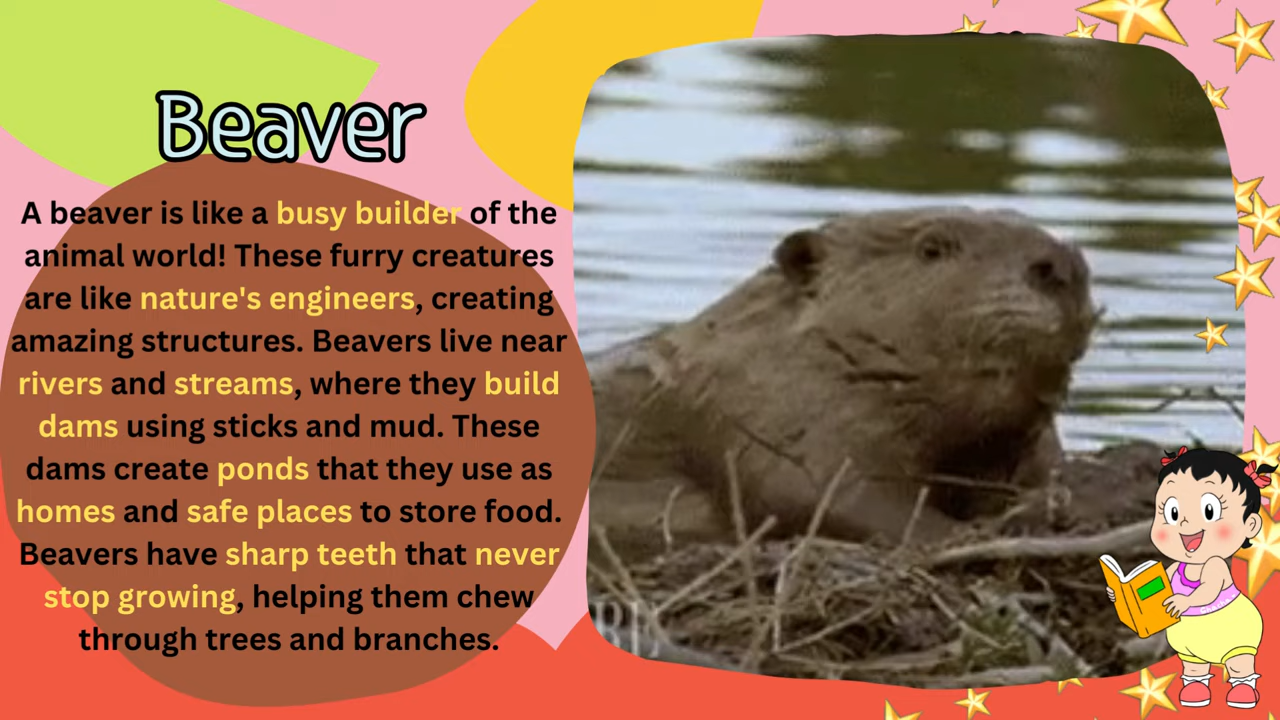 Beaver
A beaver is like a busy builder of the
animal world! These furry creatures
are like nature's engineers, creating
amazing structures. Beavers live near
rivers and streams, where they build
dams using sticks and mud. These
dams create ponds that they use as
homes and safe places to store food.
Beavers have sharp teeth that never
stop growing, helping them chew
through trees and branches.